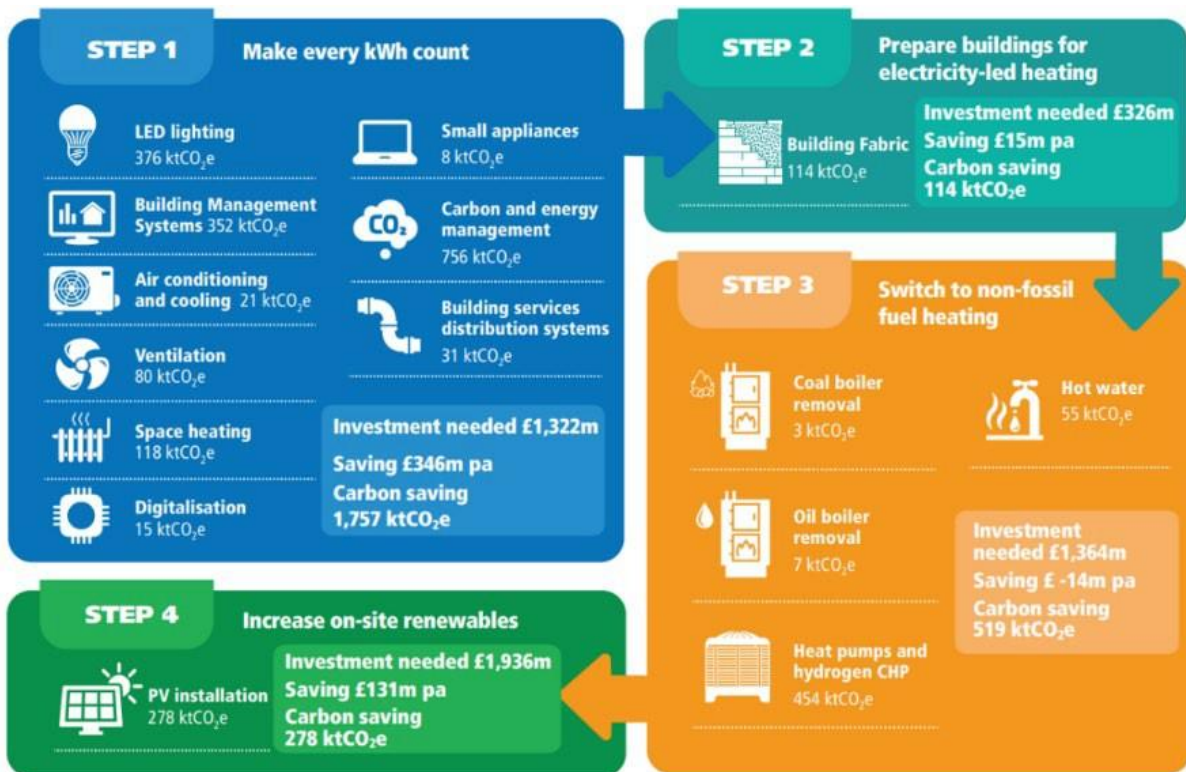 STEP 1
Make every kWh count
LED lighting
376 ktCO₂e
Building Management
Systems 352 ktCO₂e
Air conditioning
and cooling 21 ktCO₂e
Ventilation
80 ktCO₂e
Space heating
118 ktCO₂e
Digitalisation
15 ktCO₂e
Small appliances
8 ktCO₂e
CO₂
Carbon and energy
management
756 ktCO₂e
Building services
distribution systems
31 ktCO₂e
Investment needed £1,322m
Saving £346m pa
Carbon saving
1,757 ktCO₂e
STEP 2
Prepare buildings for
electricity-led heating
Building Fabric
114 ktCO₂e
Investment needed £326m
Saving £15m pa
Carbon saving
114 ktCO₂e
STEP 3
Switch to non-fossil
fuel heating
Coal boiler
removal
3 ktCO₂e
Oil boiler
removal
7 ktCO₂e
Heat pumps and
hydrogen CHP
454 ktCO₂e
Hot water
55 ktCO₂e
Investment
needed £1,364m
Saving £ -14m pa
Carbon saving
519 ktCO₂e
STEP 4
Increase on-site renewables
PV installation
278 ktCO₂e
Investment needed £1,936m
Saving £131m pa
Carbon saving
278 ktCO₂e